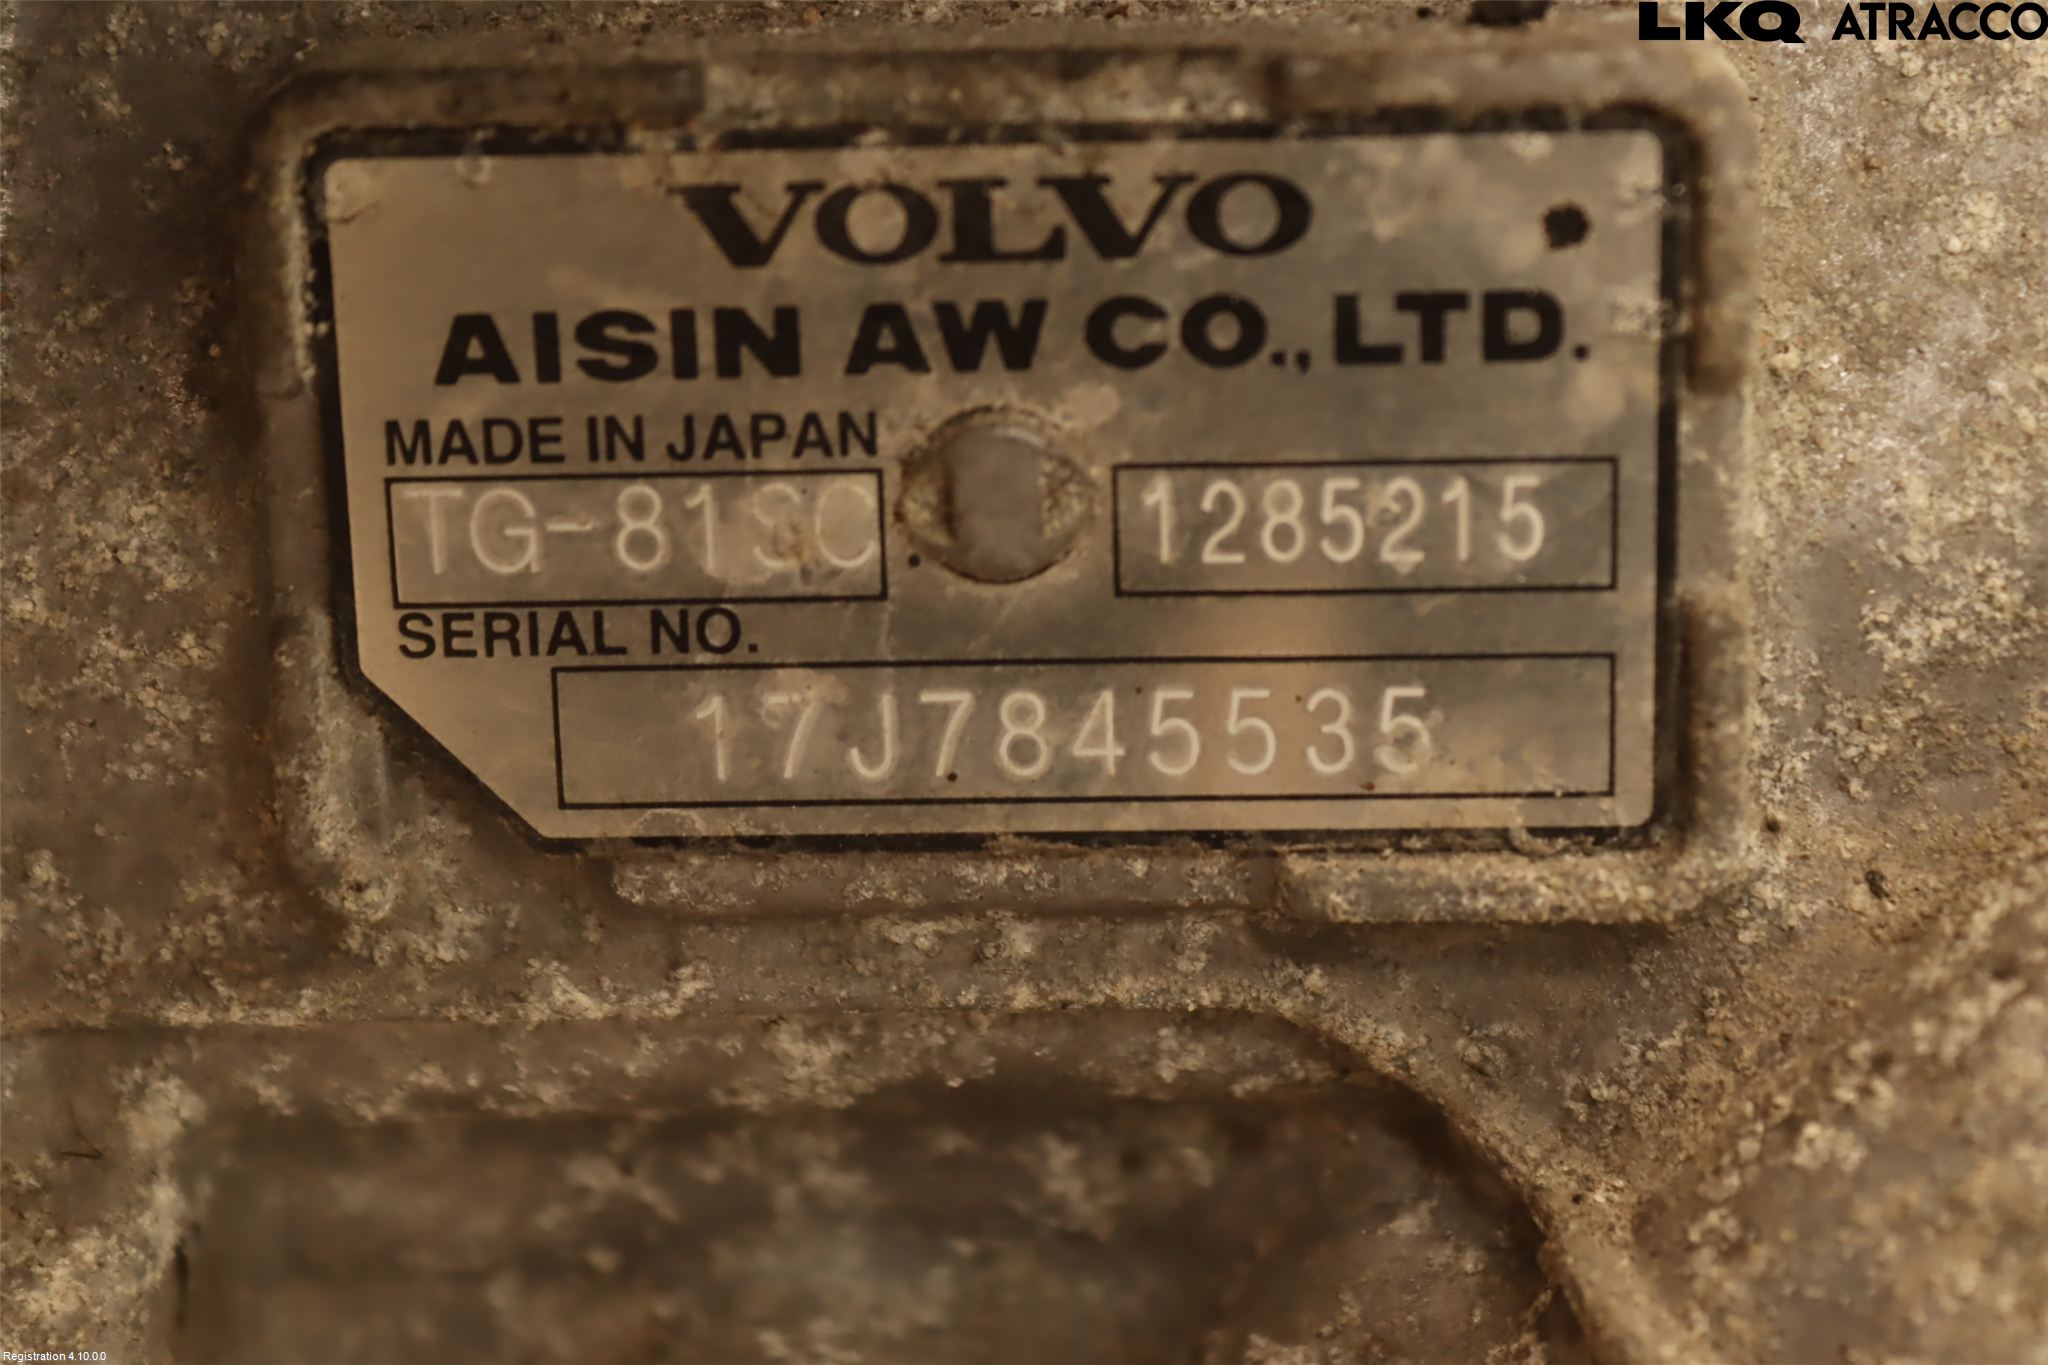 LKQ ATRACCO
VOLVO
AISIN AW CO., LTD.
MADE IN JAPAN
TG-81SC 1285215
SERIAL NO.
17J7845535
Registration 4.10.0.0